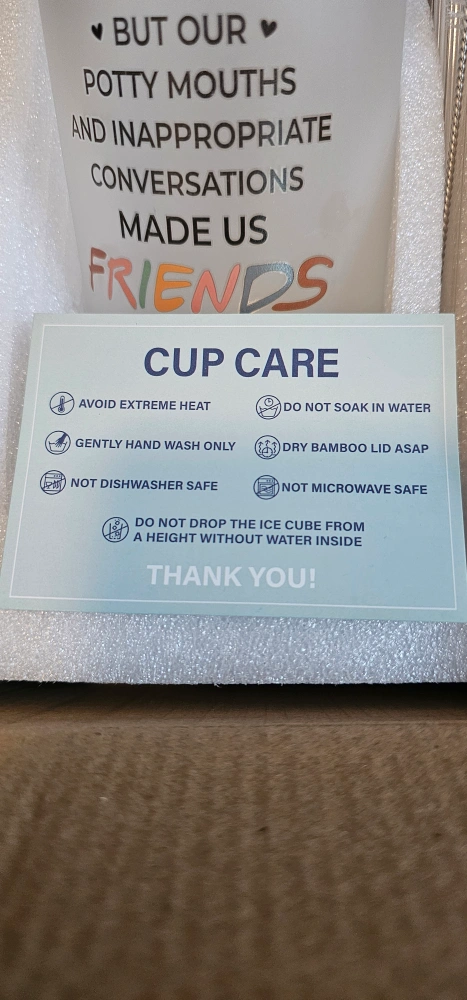 BUT OUR
POTTY MOUTHS
AND INAPPROPRIATE
CONVERSATIONS
MADE US
FRIENDS
CUP CARE
AVOID EXTREME HEAT
DO NOT SOAK IN WATER
GENTLY HAND WASH ONLY
DRY BAMBOO LID ASAP
NOT DISHWASHER SAFE
NOT MICROWAVE SAFE
DO NOT DROP THE ICE CUBE FROM
A HEIGHT WITHOUT WATER INSIDE
THANK YOU!